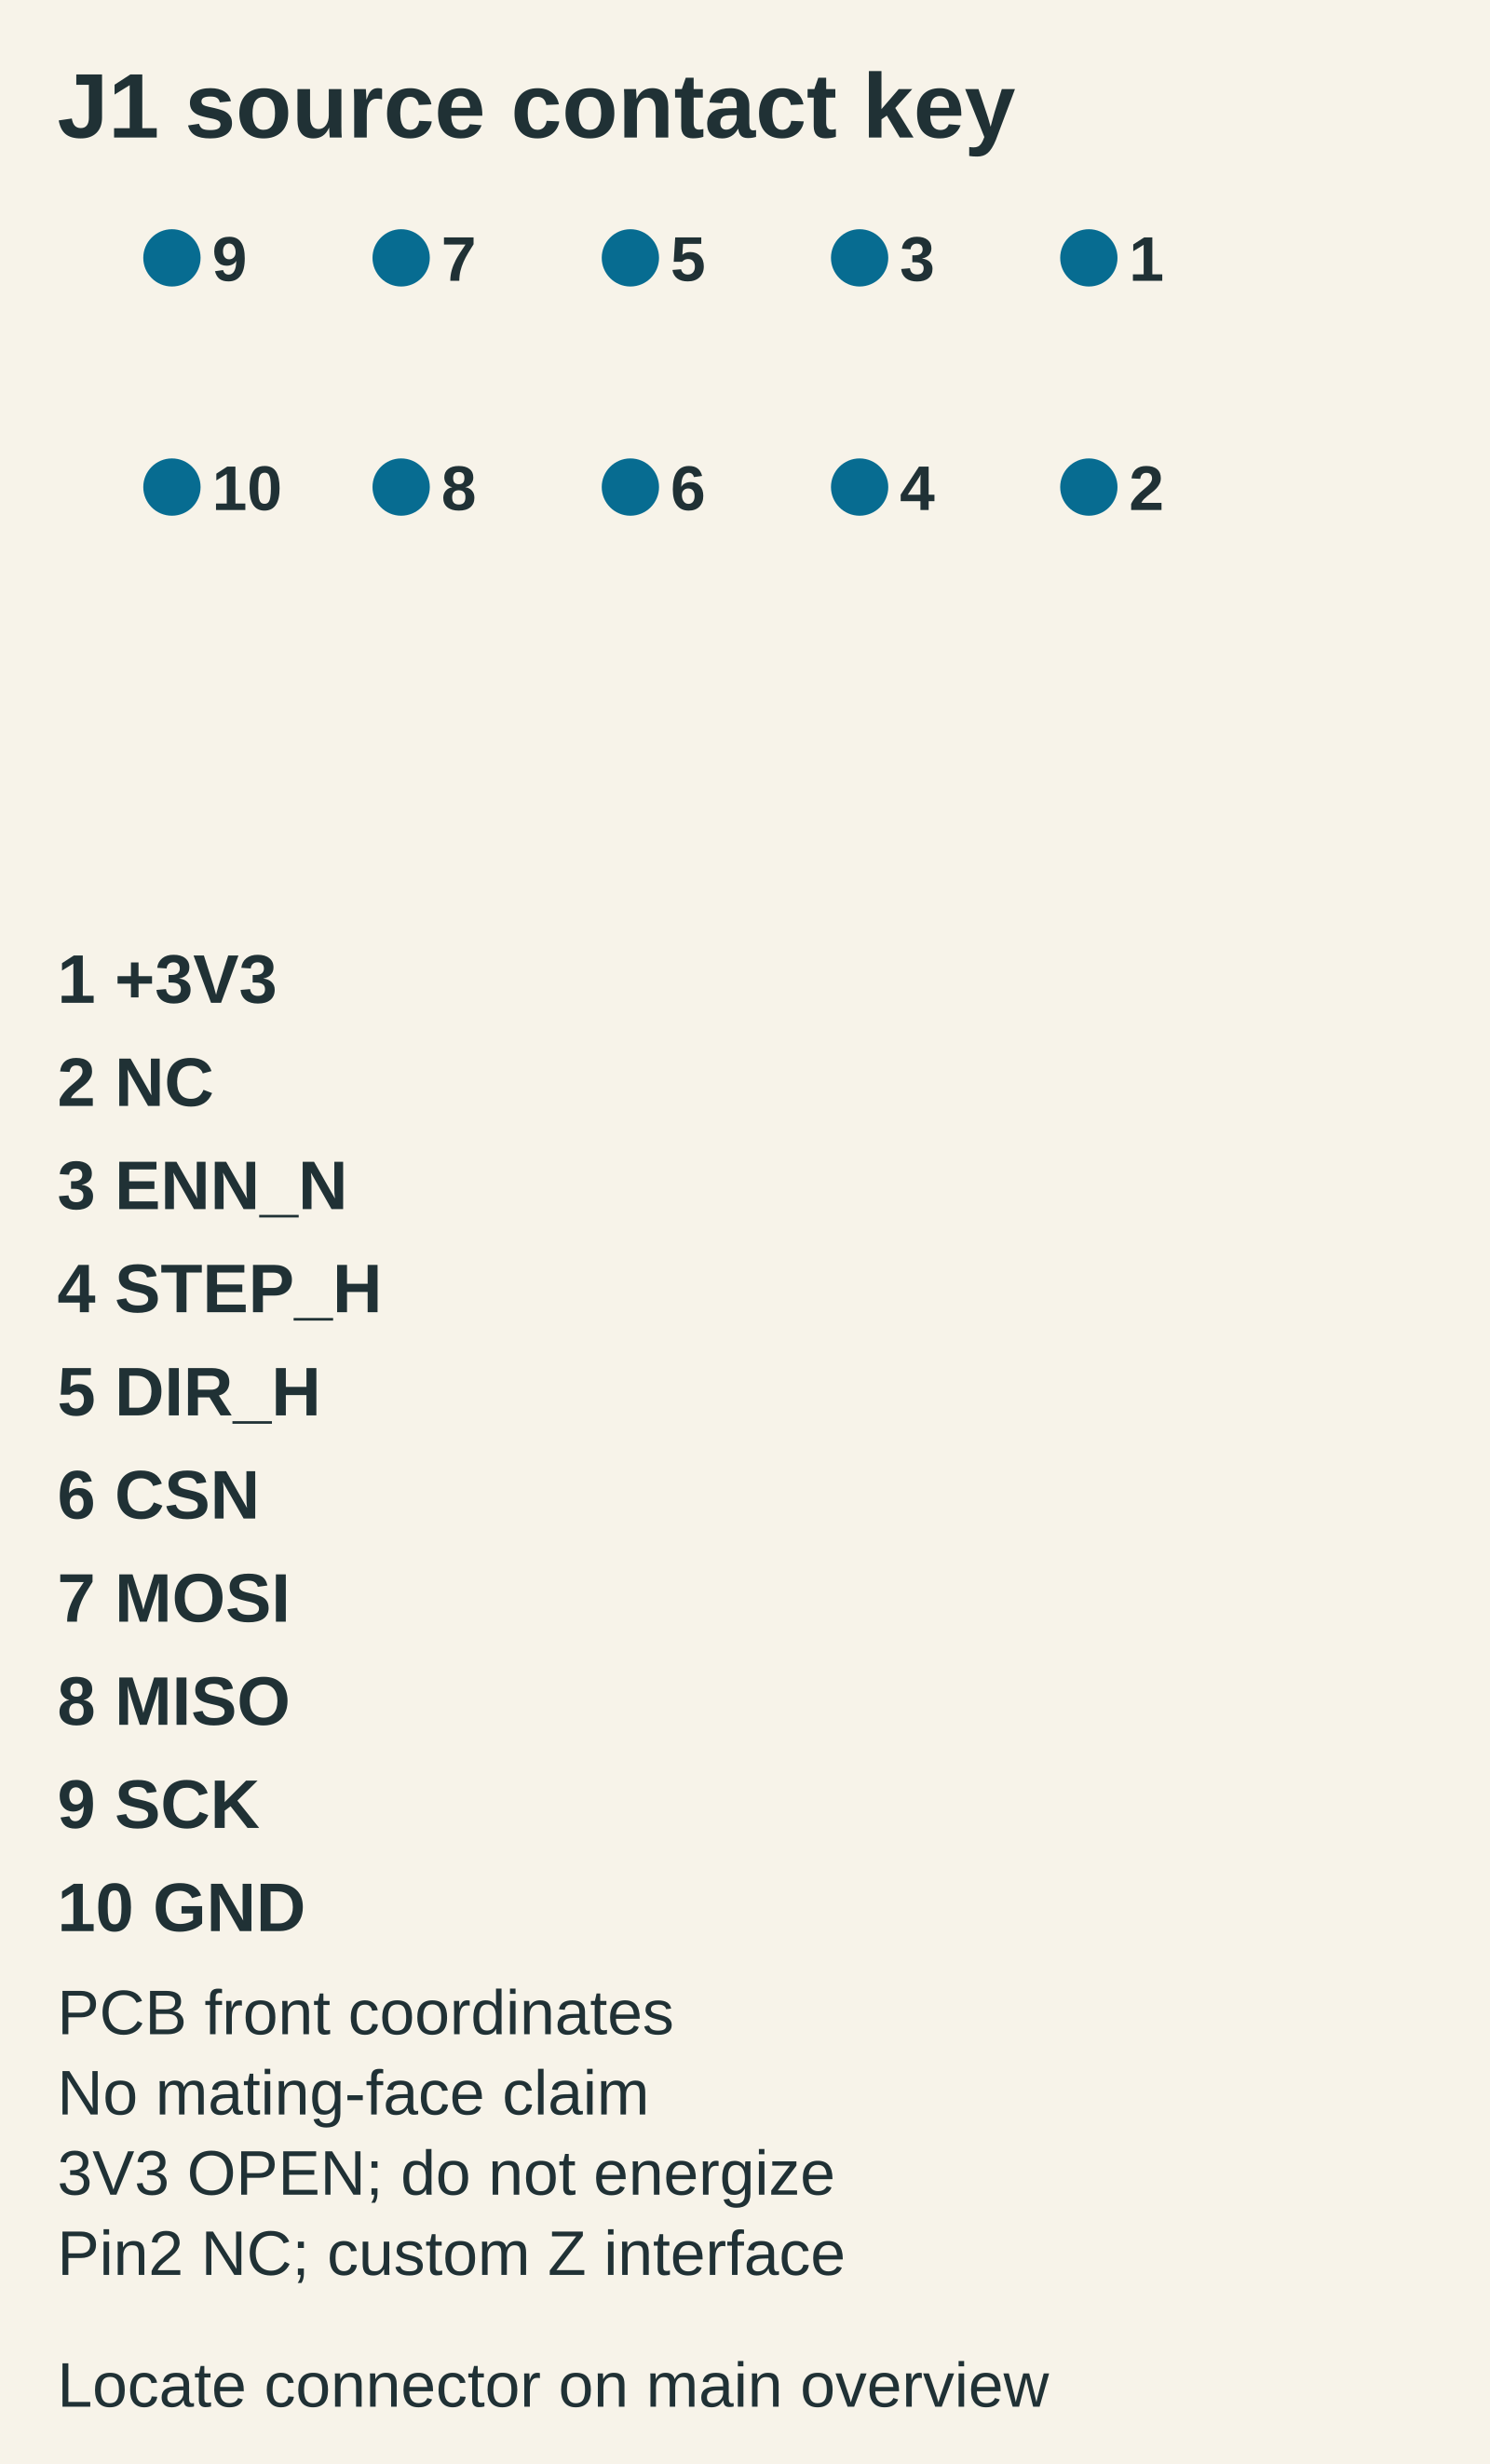 J1 source contact key
9 7 5 3 1
10 8 6 4 2
1 +3V3
2 NC
3 ENN_N
4 STEP_H
5 DIR_H
6 CSN
7 MOSI
8 MISO
9 SCK
10 GND
PCB front coordinates
No mating-face claim
3V3 OPEN; do not energize
Pin2 NC; custom Z interface
Locate connector on main overview